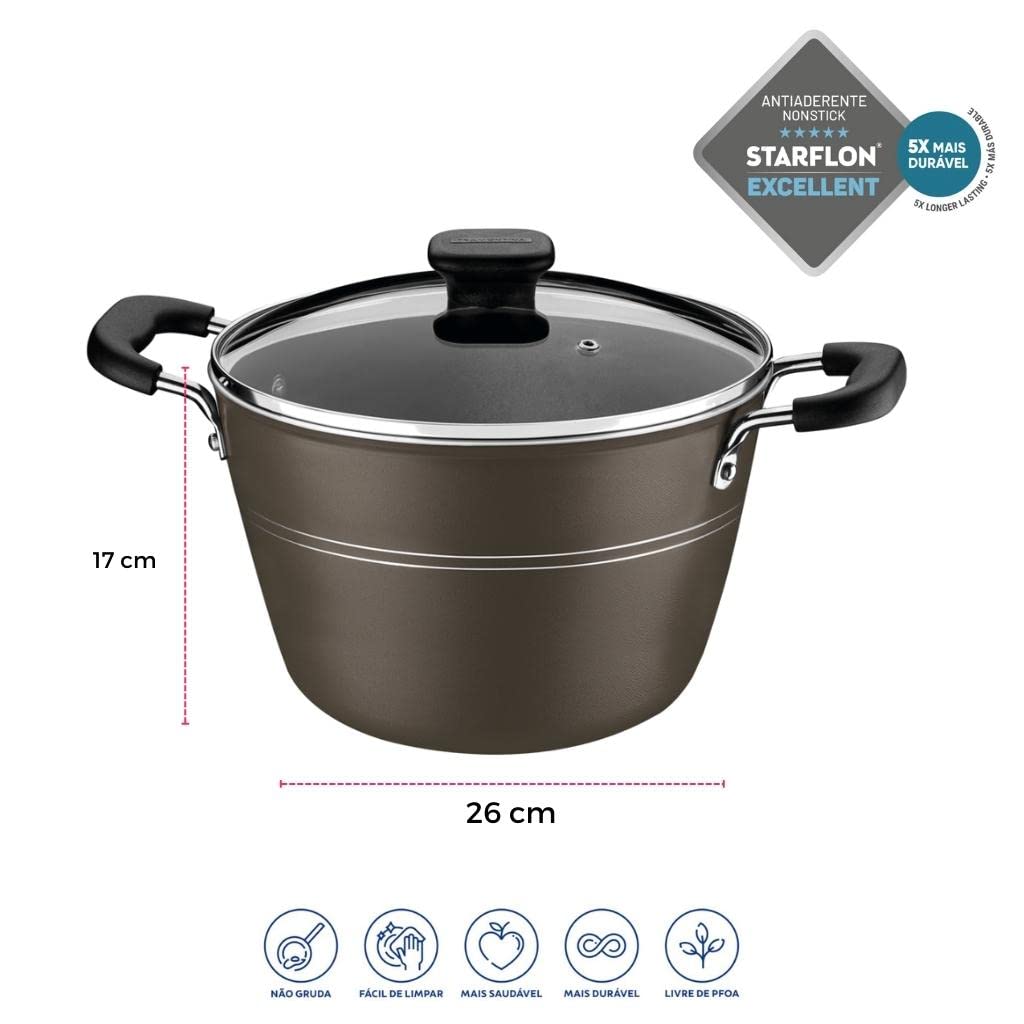 ANTIADERENTE
NONSTICK
STARFLON®
EXCELLENT
5X MAIS
DURÁVEL
5X LONGER LASTING • 5X MÁS DURABLE
17 cm
26 cm
NÃO GRUDA
FÁCIL DE LIMPAR
MAIS SAUDÁVEL
MAIS DURÁVEL
LIVRE DE PFOA